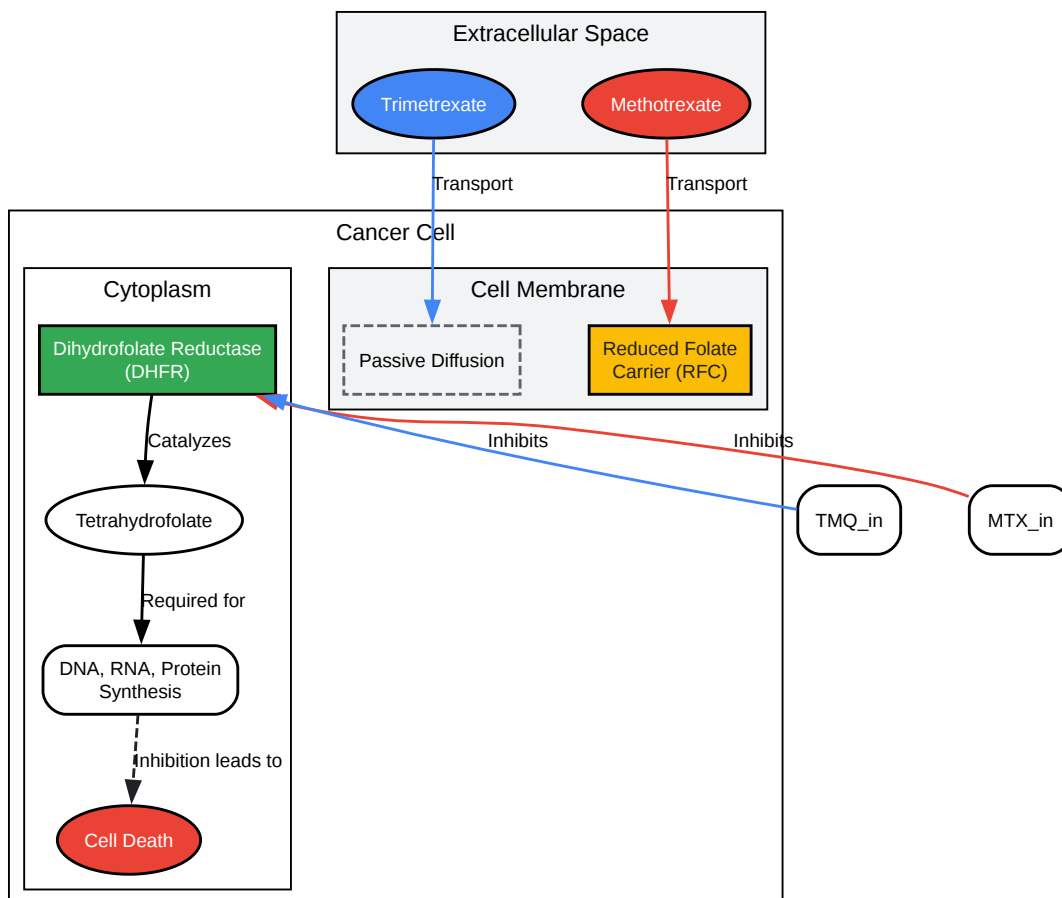 Extracellular Space
Trimetrexate
Methotrexate
Transport
Transport
Cancer Cell
Cytoplasm
Cell Membrane
Dihydrofolate Reductase
(DHFR)
Passive Diffusion
Reduced Folate
Carrier (RFC)
Catalyzes
Inhibits
Inhibits
Tetrahydrofolate
TMQ_in
MTX_in
Required for
DNA, RNA, Protein
Synthesis
Inhibition leads to
Cell Death